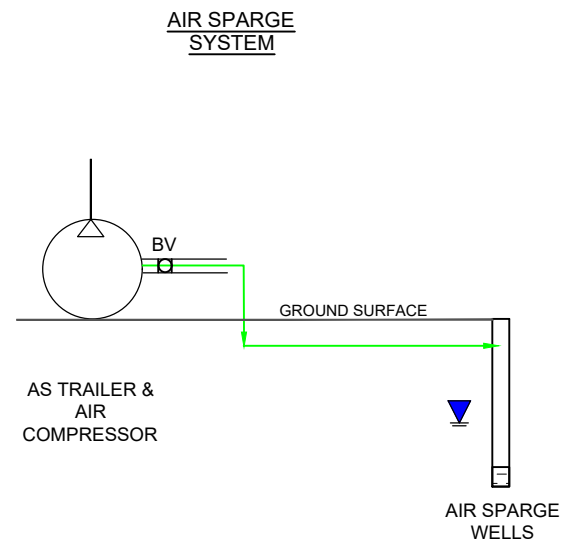 AIR SPARGE
SYSTEM
BV
GROUND SURFACE
AS TRAILER &
AIR
COMPRESSOR
AIR SPARGE
WELLS